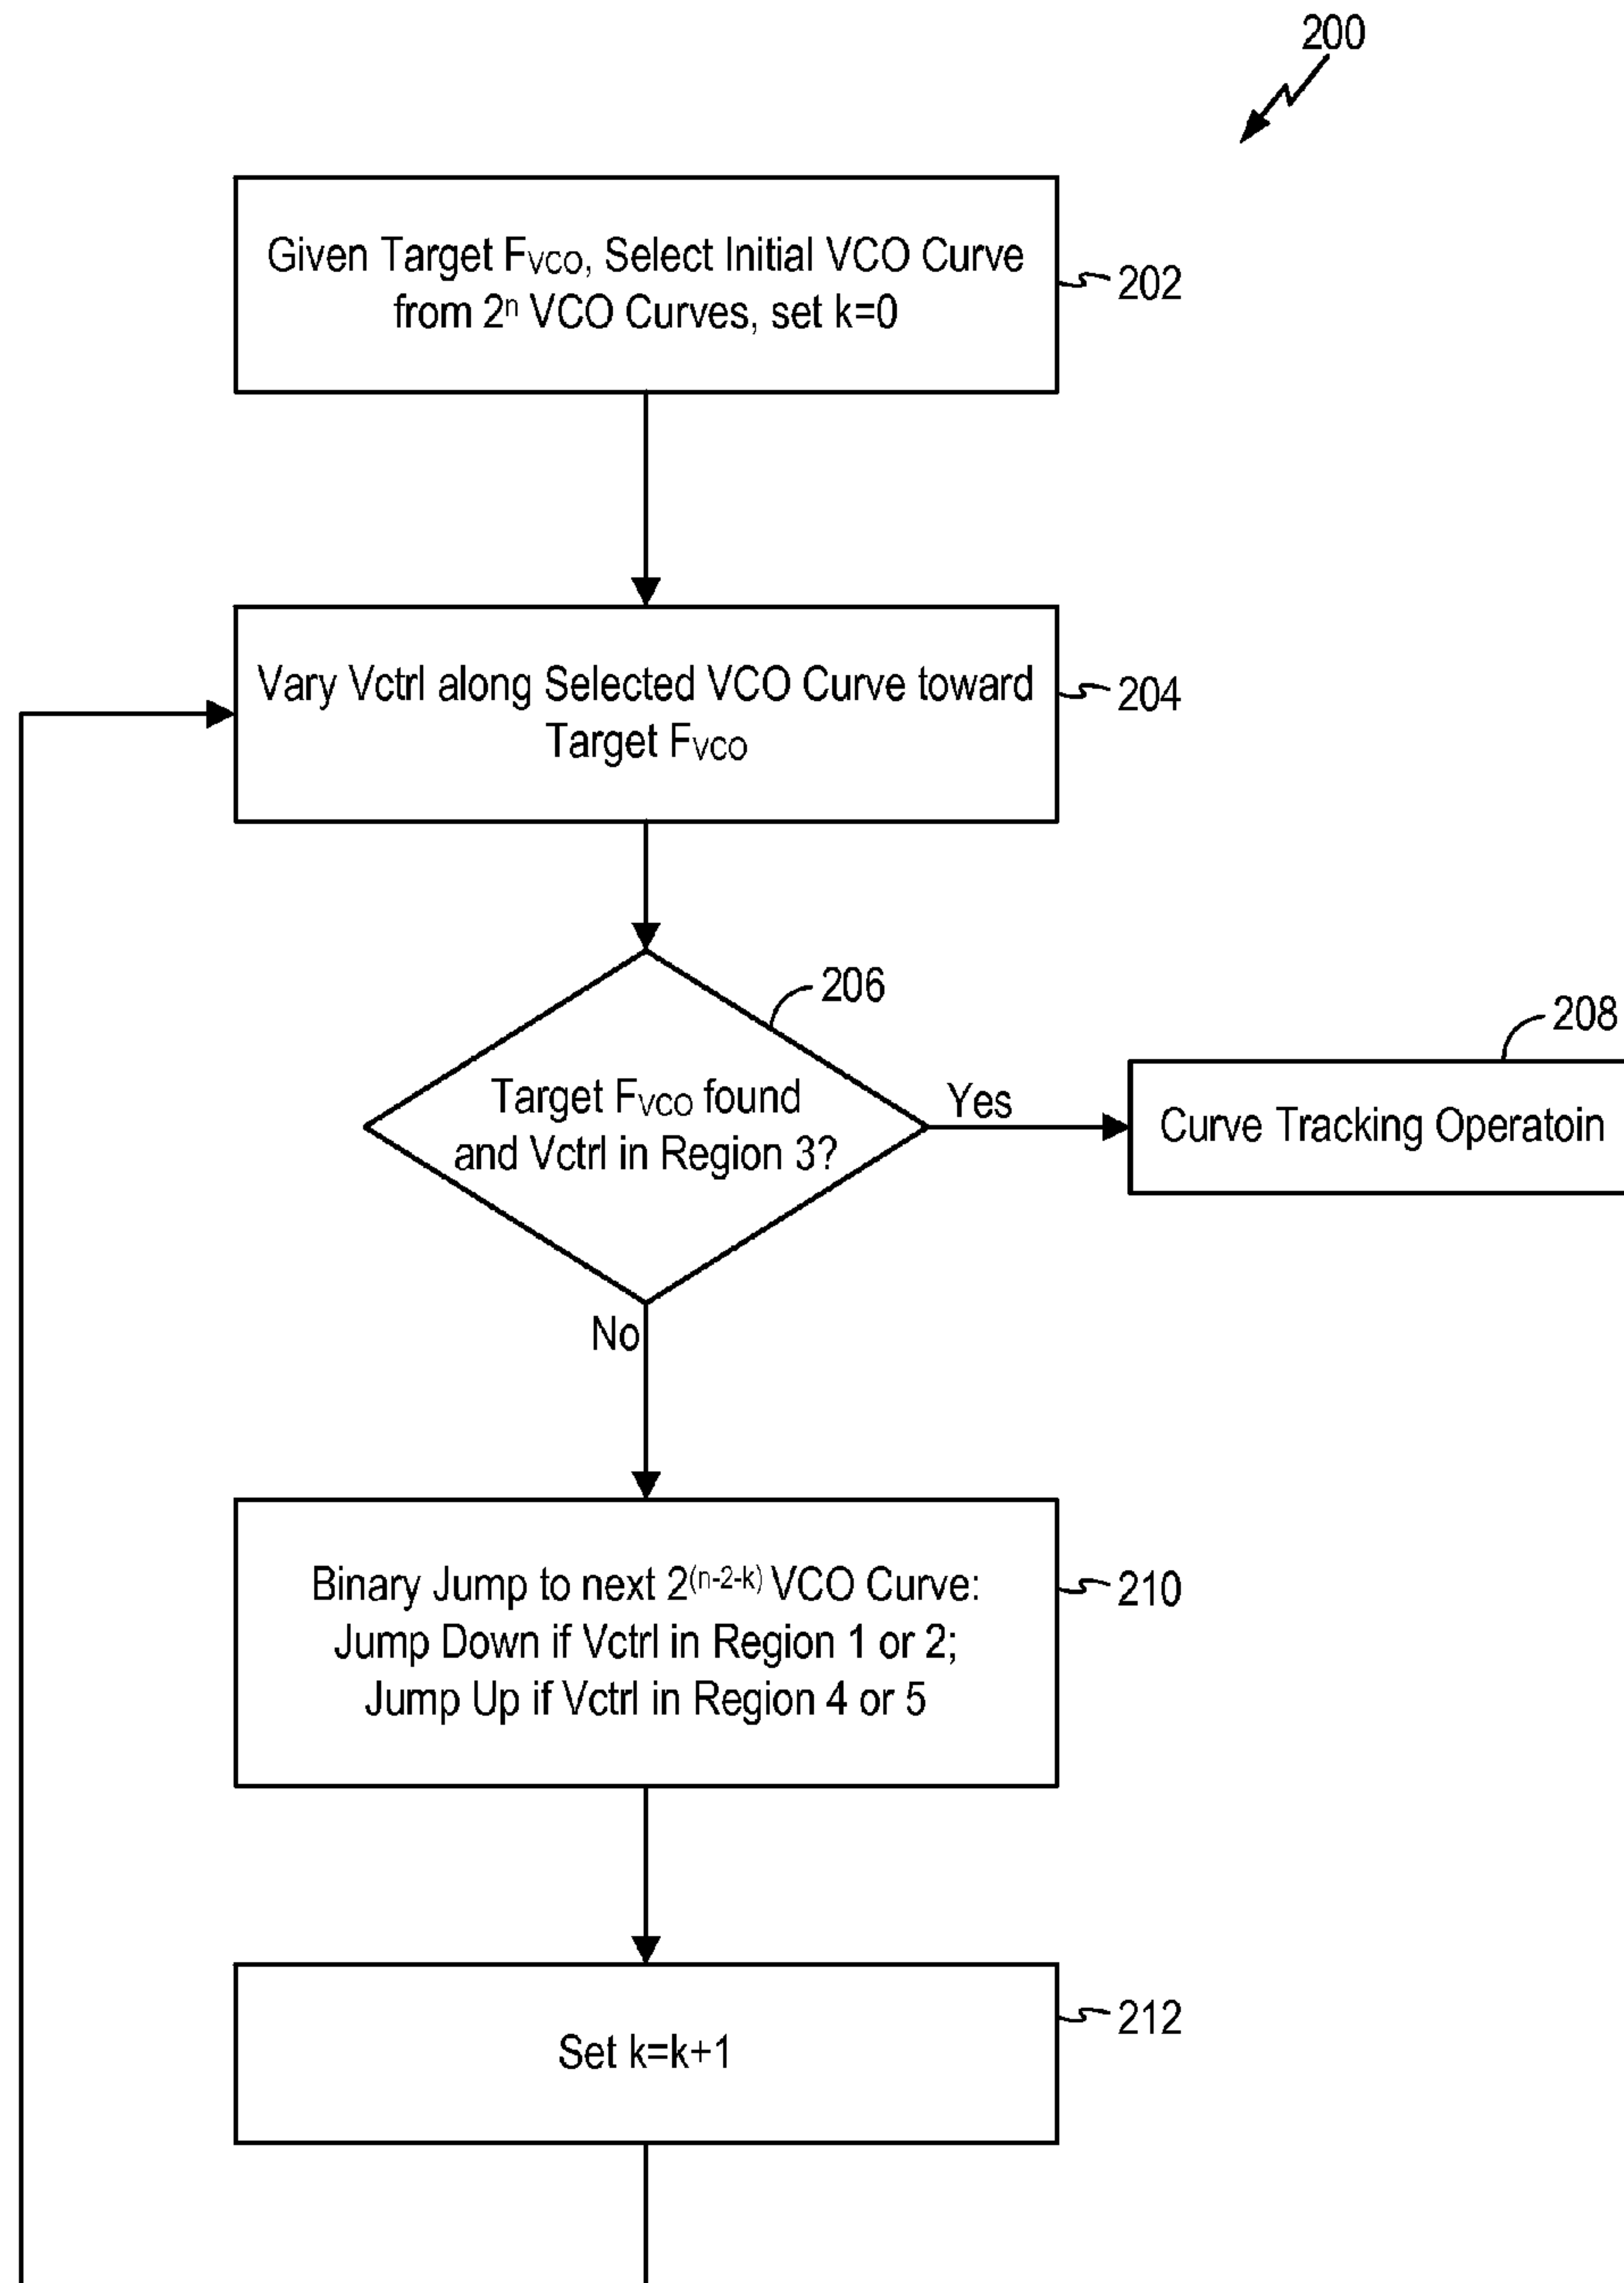 200
Given Target FVCO, Select Initial VCO Curve
from 2ⁿ VCO Curves, set k=0
202
Vary Vctrl along Selected VCO Curve toward
Target FVCO
204
206
Target FVCO found
and Vctrl in Region 3?
Yes
208
Curve Tracking Operatoin
No
Binary Jump to next 2⁽ⁿ⁻²⁻ᵏ⁾ VCO Curve:
Jump Down if Vctrl in Region 1 or 2;
Jump Up if Vctrl in Region 4 or 5
210
Set k=k+1
212